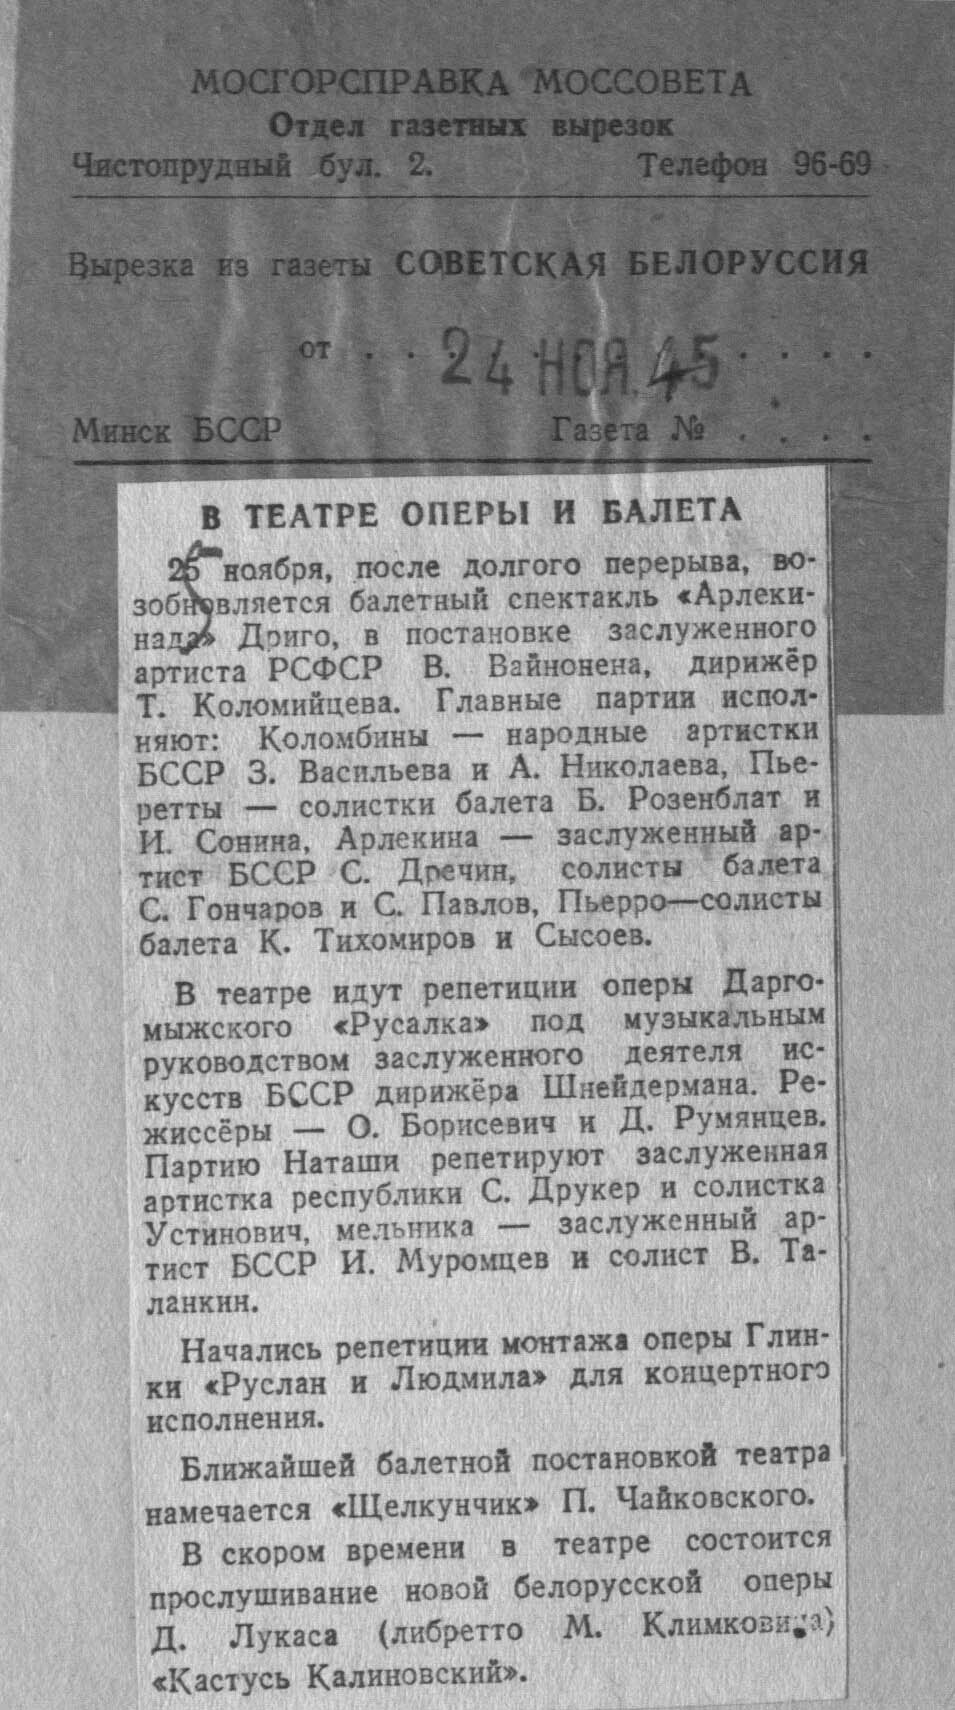 МОСГОРСПРАВКА МОССОВЕТА
Отдел газетных вырезок
Чистопрудный бул. 2. Телефон 96-69
Вырезка из газеты СОВЕТСКАЯ БЕЛОРУССИЯ
от . . 24 НОЯ. 45 . . . .
Минск БССР Газета № . . . .
В ТЕАТРЕ ОПЕРЫ И БАЛЕТА
25 ноября, после долгого перерыва, во-
зобновляется балетный спектакль «Арлеки-
нада» Дриго, в постановке заслуженного
артиста РСФСР В. Вайнонена, дирижёр
Т. Коломийцева. Главные партии испол-
няют: Коломбины — народные артистки
БССР З. Васильева и А. Николаева, Пье-
ретты — солистки балета Б. Розенблат и
И. Сонина, Арлекина — заслуженный ар-
тист БССР С. Дречин, солисты балета
С. Гончаров и С. Павлов, Пьерро—солисты
балета К. Тихомиров и Сысоев.
В театре идут репетиции оперы Дарго-
мыжского «Русалка» под музыкальным
руководством заслуженного деятеля ис-
кусств БССР дирижёра Шнейдермана. Ре-
жиссёры — О. Борисевич и Д. Румянцев.
Партию Наташи репетируют заслуженная
артистка республики С. Друкер и солистка
Устинович, мельника — заслуженный ар-
тист БССР И. Муромцев и солист В. Та-
ланкин.
Начались репетиции монтажа оперы Глин-
ки «Руслан и Людмила» для концертного
исполнения.
Ближайшей балетной постановкой театра
намечается «Щелкунчик» П. Чайковского.
В скором времени в театре состоится
прослушивание новой белорусской оперы
Д. Лукаса (либретто М. Климковича)
«Кастусь Калиновский».